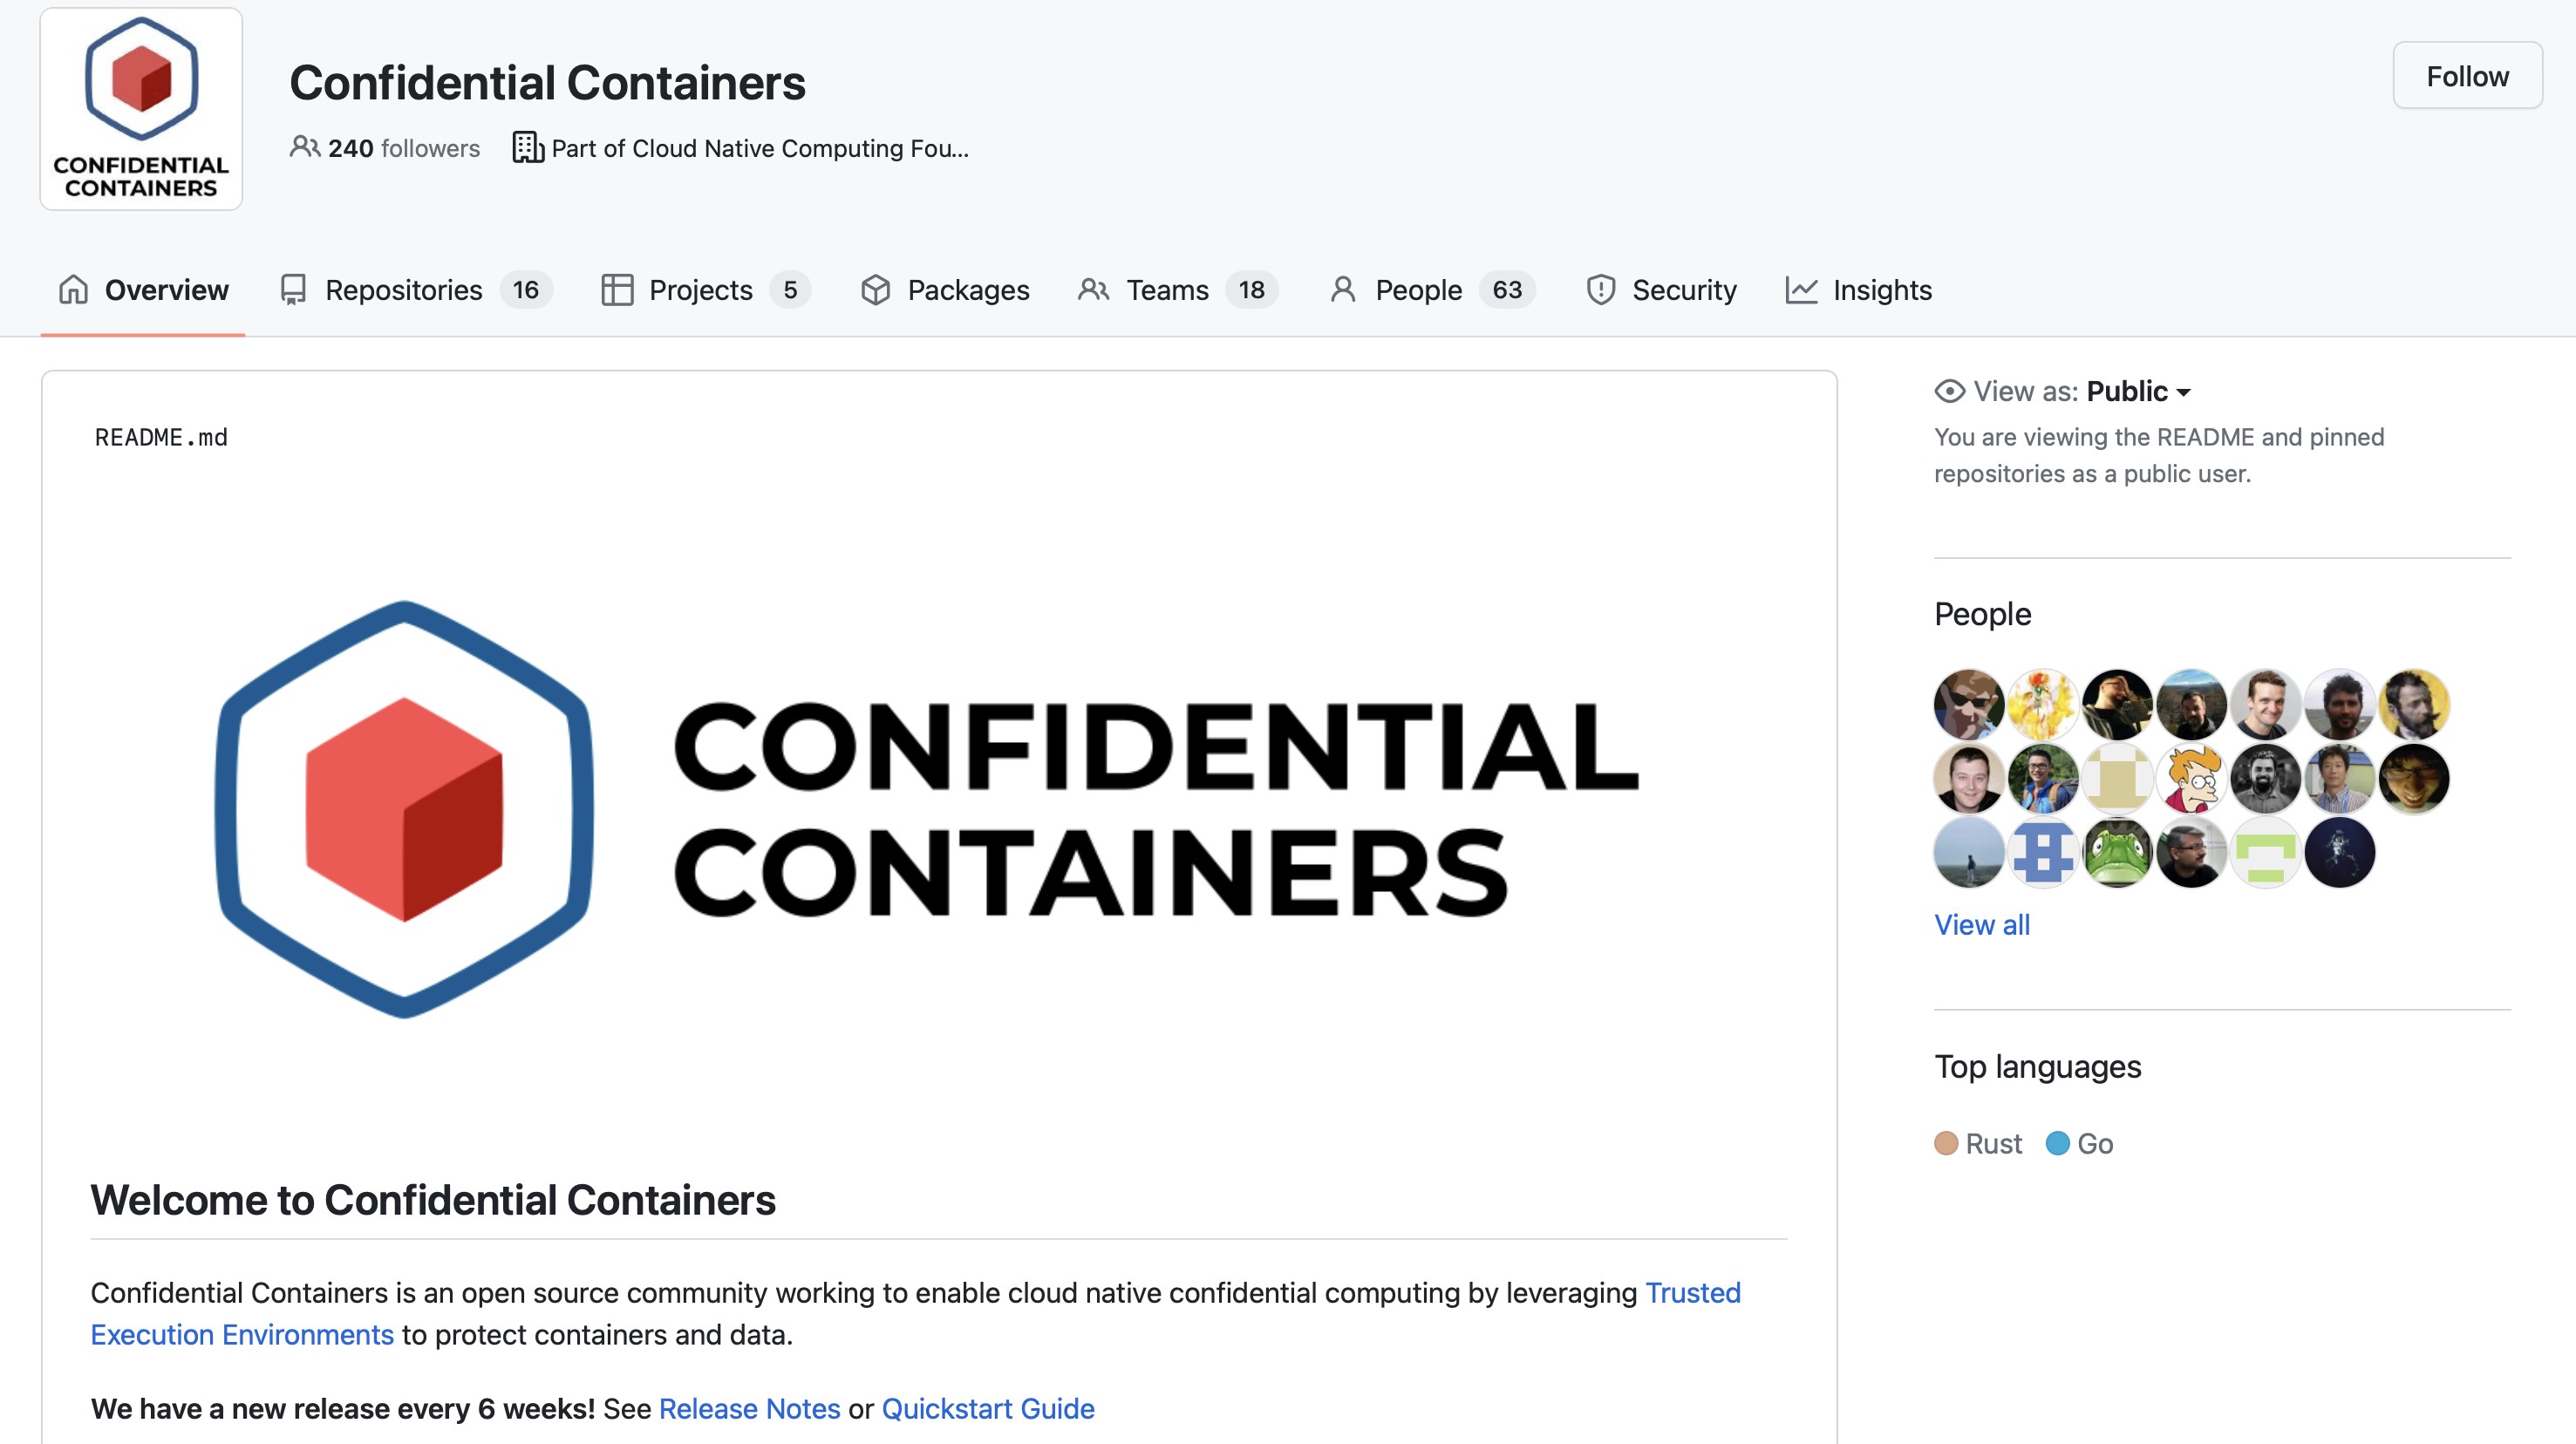 CONFIDENTIAL
CONTAINERS
Confidential Containers
240 followers Part of Cloud Native Computing Fou...
Follow
Overview Repositories 16 Projects 5 Packages Teams 18 People 63 Security Insights
README.md
CONFIDENTIAL
CONTAINERS
Welcome to Confidential Containers
Confidential Containers is an open source community working to enable cloud native confidential computing by leveraging Trusted
Execution Environments to protect containers and data.
We have a new release every 6 weeks! See Release Notes or Quickstart Guide
View as: Public
You are viewing the README and pinned
repositories as a public user.
People
View all
Top languages
Rust Go